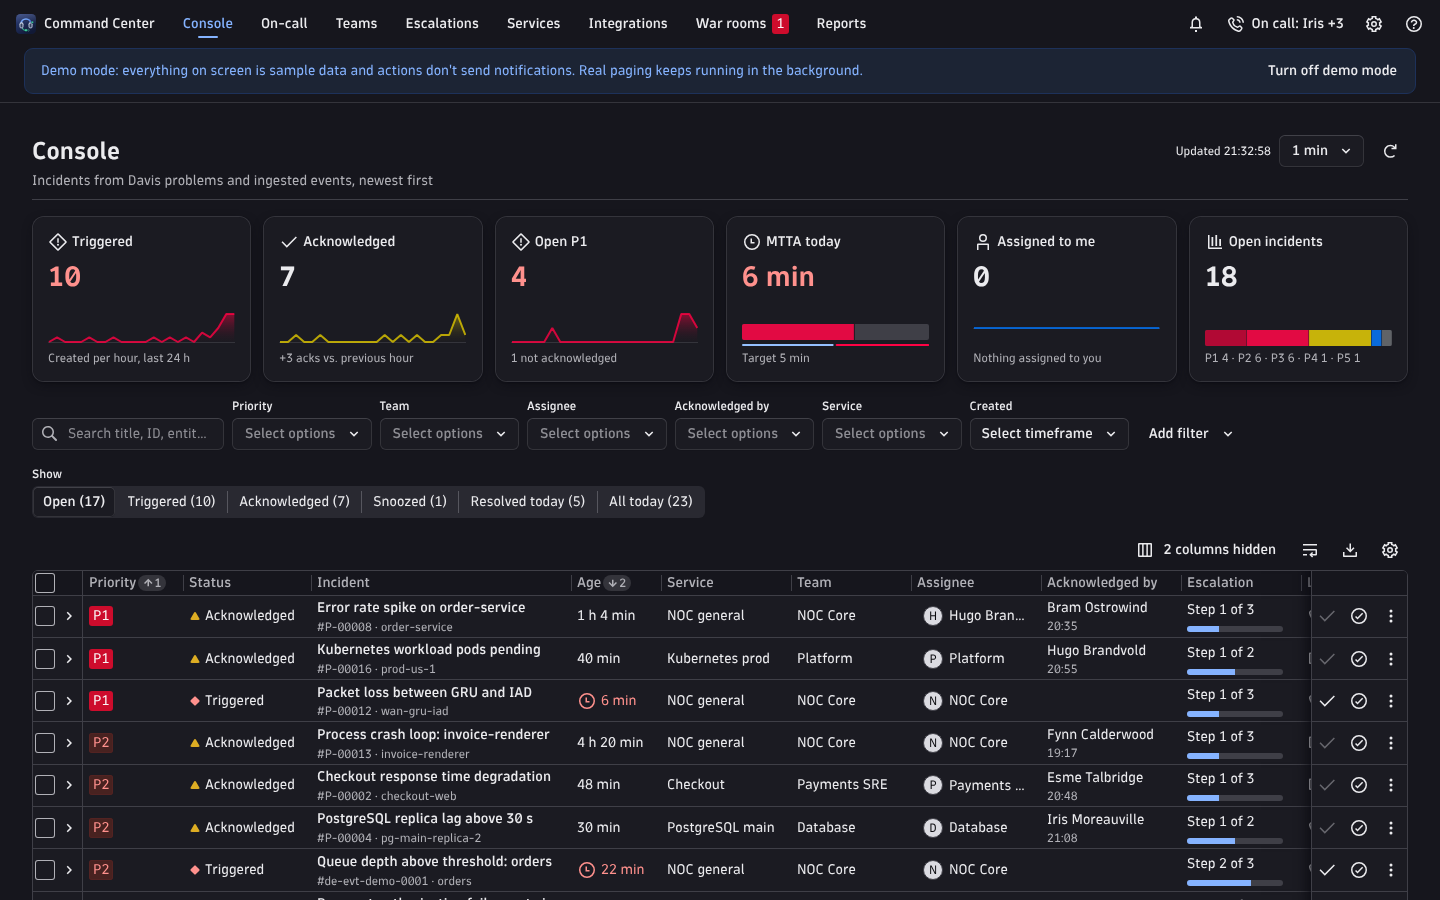 Command Center Console On-call Teams Escalations Services Integrations War rooms 1 Reports On call: Iris +3
Demo mode: everything on screen is sample data and actions don't send notifications. Real paging keeps running in the background. Turn off demo mode
Console
Updated 21:32:58 1 min
Incidents from Davis problems and ingested events, newest first
Triggered
10
Created per hour, last 24 h
Acknowledged
7
+3 acks vs. previous hour
Open P1
4
1 not acknowledged
MTTA today
6 min
Target 5 min
Assigned to me
0
Nothing assigned to you
Open incidents
18
P1 4 · P2 6 · P3 6 · P4 1 · P5 1
Priority Team Assignee Acknowledged by Service Created
Search title, ID, entit... Select options Select options Select options Select options Select options Select timeframe Add filter
Show
Open (17) Triggered (10) Acknowledged (7) Snoozed (1) Resolved today (5) All today (23)
2 columns hidden
Priority 1 Status Incident Age 2 Service Team Assignee Acknowledged by Escalation
P1 Acknowledged Error rate spike on order-service 1 h 4 min NOC general NOC Core H Hugo Bran... Bram Ostrowind Step 1 of 3
#P-00008 · order-service 20:35
P1 Acknowledged Kubernetes workload pods pending 40 min Kubernetes prod Platform P Platform Hugo Brandvold Step 1 of 2
#P-00016 · prod-us-1 20:55
P1 Triggered Packet loss between GRU and IAD 6 min NOC general NOC Core N NOC Core Step 1 of 3
#P-00012 · wan-gru-iad
P2 Acknowledged Process crash loop: invoice-renderer 4 h 20 min NOC general NOC Core N NOC Core Fynn Calderwood Step 1 of 3
#P-00013 · invoice-renderer 19:17
P2 Acknowledged Checkout response time degradation 48 min Checkout Payments SRE P Payments ... Esme Talbridge Step 1 of 3
#P-00002 · checkout-web 20:48
P2 Acknowledged PostgreSQL replica lag above 30 s 30 min PostgreSQL main Database D Database Iris Moreauville Step 1 of 2
#P-00004 · pg-main-replica-2 21:08
P2 Triggered Queue depth above threshold: orders 22 min NOC general NOC Core N NOC Core Step 2 of 3
#de-evt-demo-0001 · orders